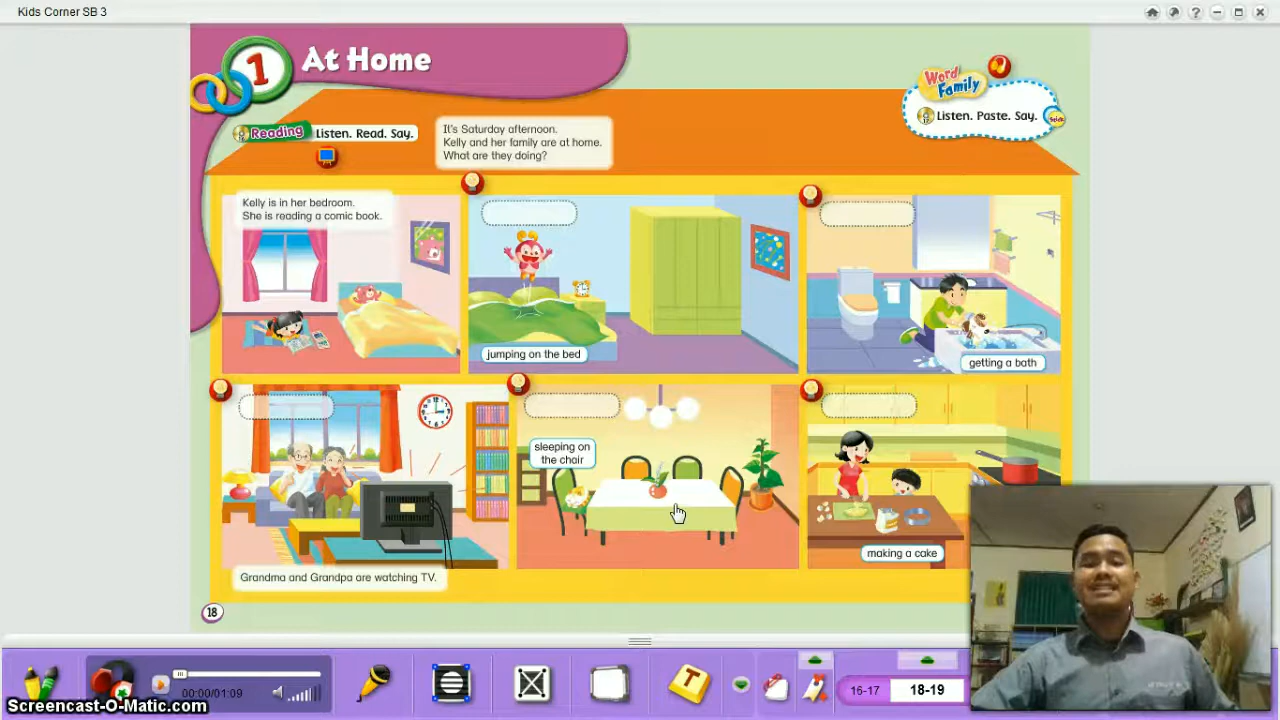 Kids Corner SB 3
1
At Home
Word
Family
Listen. Paste. Say.
Reading
Listen. Read. Say.
It's Saturday afternoon.
Kelly and her family are at home.
What are they doing?
Kelly is in her bedroom.
She is reading a comic book.
jumping on the bed
getting a bath
sleeping on
the chair
Grandma and Grandpa are watching TV.
making a cake
18
00:00/01:09
T
16-17
18-19
Screencast-O-Matic.com